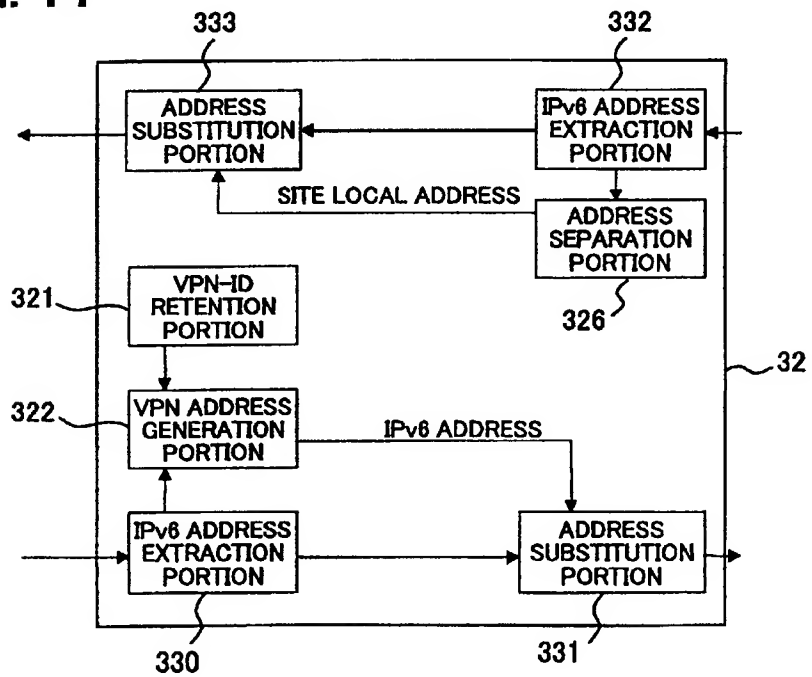 333
332
ADDRESS
SUBSTITUTION
PORTION
IPv6 ADDRESS
EXTRACTION
PORTION
SITE LOCAL ADDRESS
ADDRESS
SEPARATION
PORTION
326
321
VPN-ID
RETENTION
PORTION
32
322
VPN ADDRESS
GENERATION
PORTION
IPv6 ADDRESS
IPv6 ADDRESS
EXTRACTION
PORTION
ADDRESS
SUBSTITUTION
PORTION
330
331